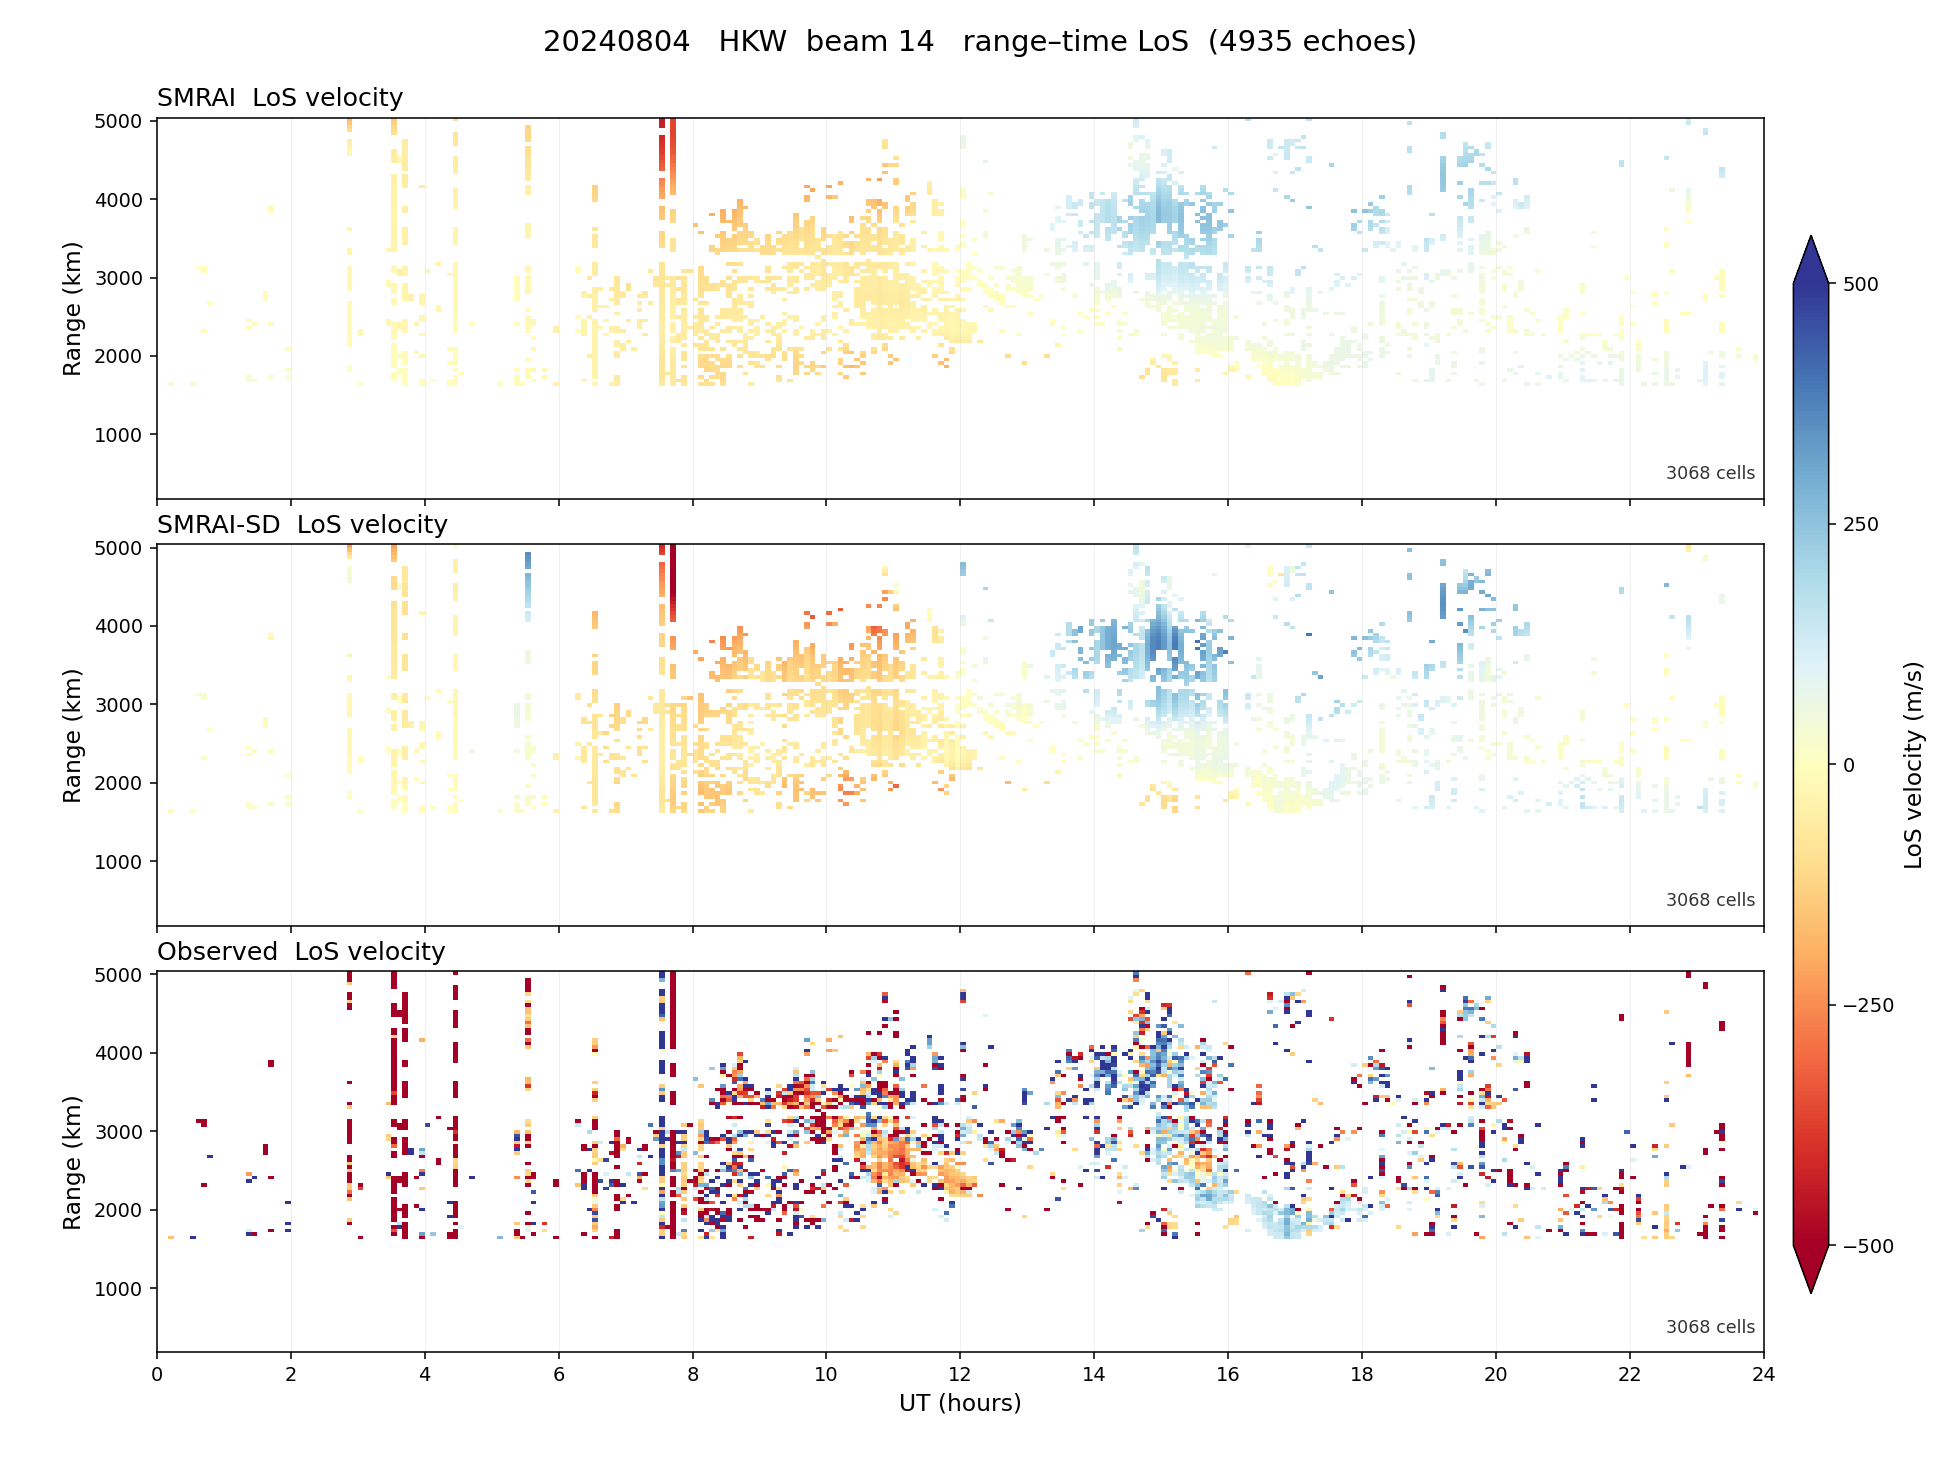 20240804   HKW  beam 14   range–time LoS  (4935 echoes)
SMRAI  LoS velocity
5000
4000
3000
2000
1000
Range (km)
3068 cells
SMRAI-SD  LoS velocity
5000
4000
3000
2000
1000
Range (km)
3068 cells
Observed  LoS velocity
5000
4000
3000
2000
1000
Range (km)
3068 cells
0 2 4 6 8 10 12 14 16 18 20 22 24
UT (hours)
500
250
0
−250
−500
LoS velocity (m/s)